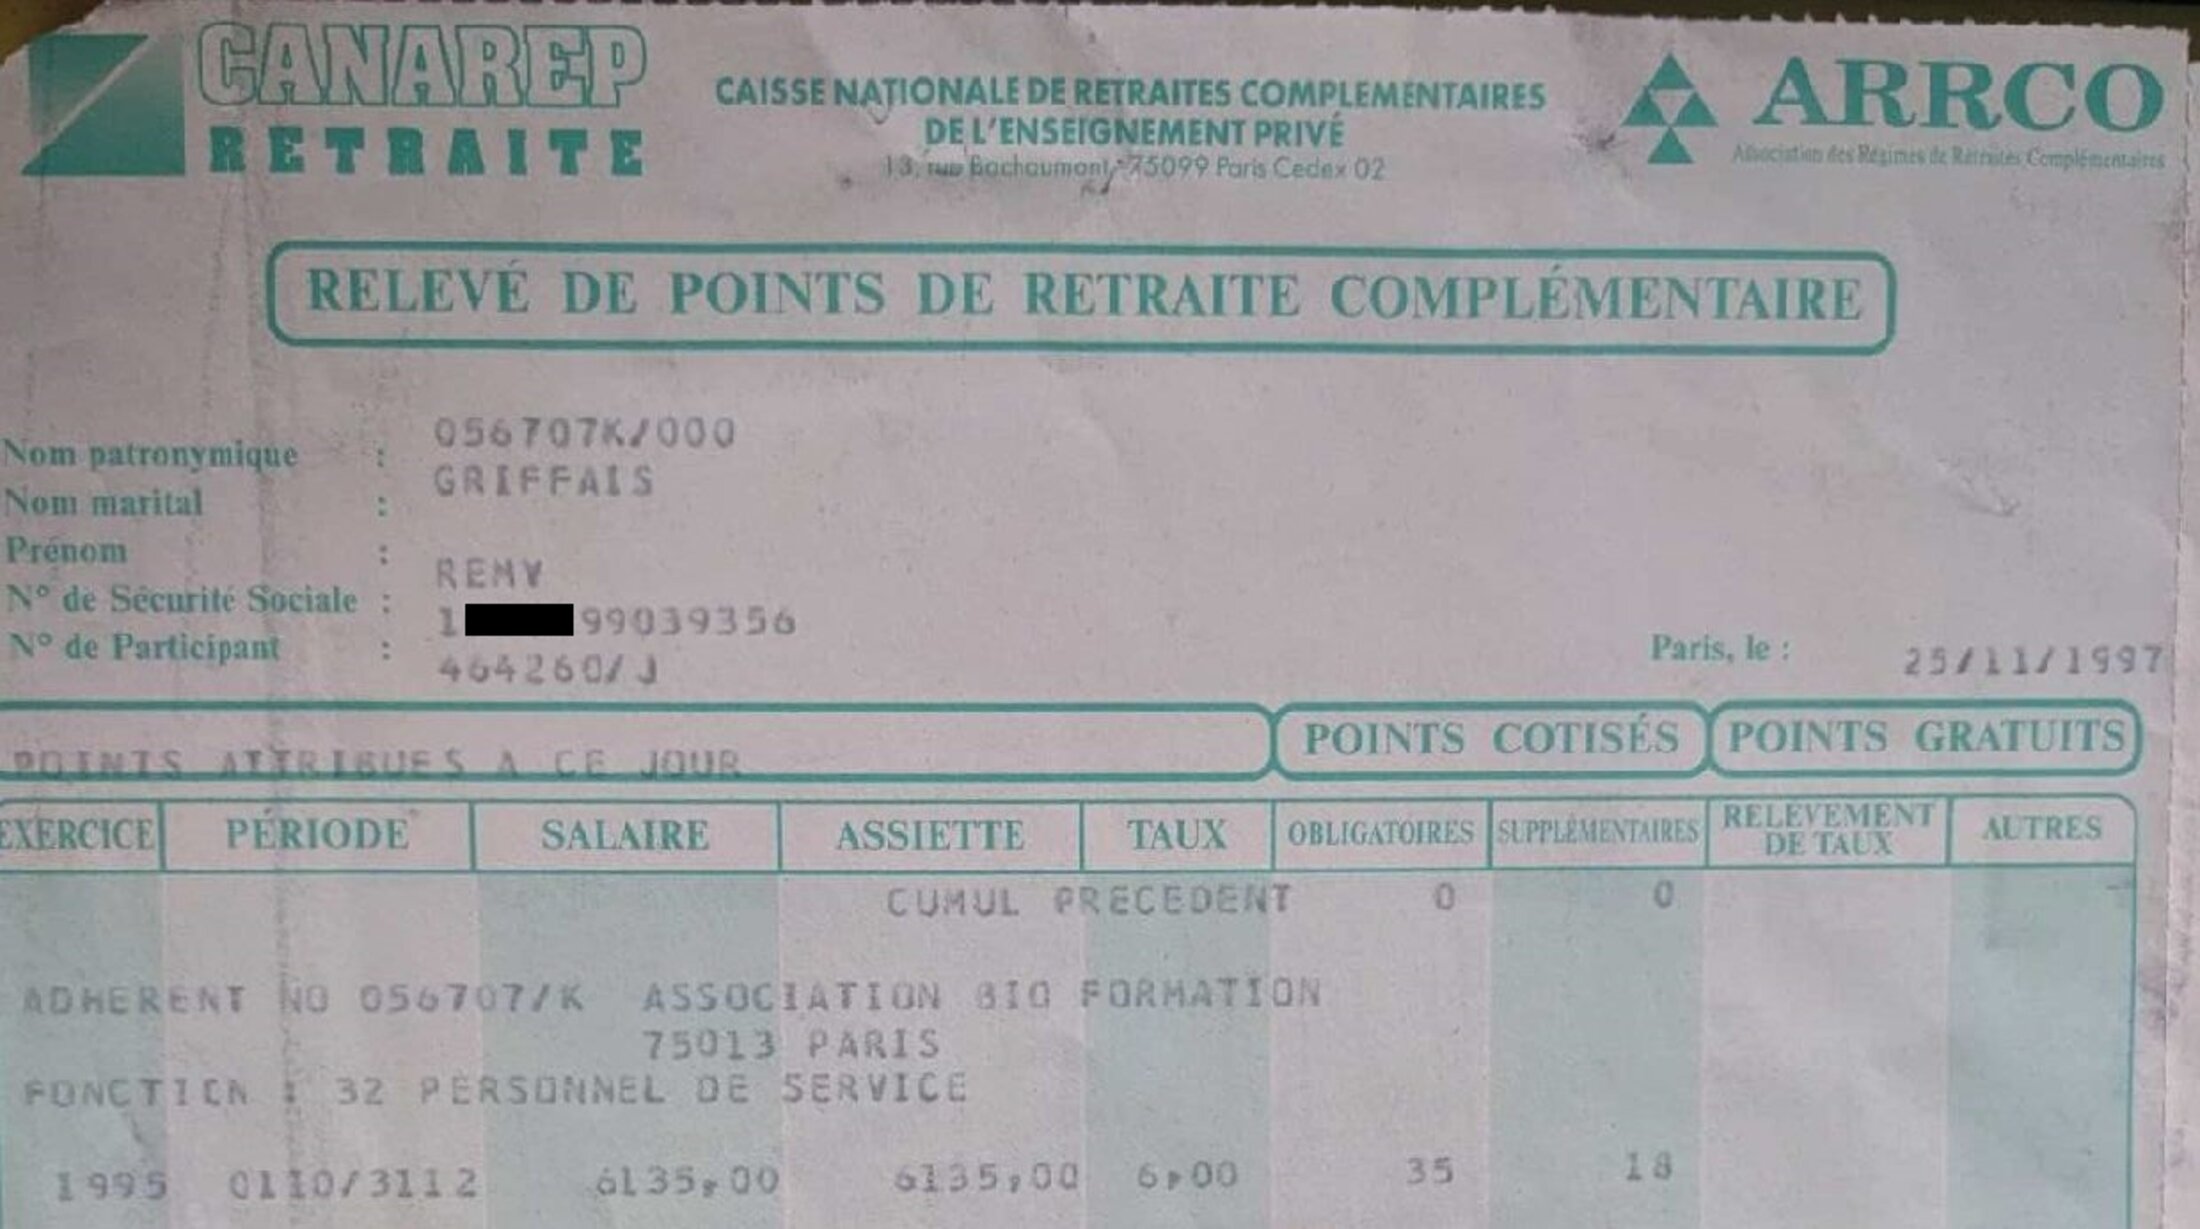 CANAREP
RETRAITE
CAISSE NATIONALE DE RETRAITES COMPLEMENTAIRES
DE L'ENSEIGNEMENT PRIVÉ
13, rue Bachaumont, 75099 Paris Cedex 02
ARRCO
Association des Régimes de Retraites Complémentaires
RELEVÉ DE POINTS DE RETRAITE COMPLÉMENTAIRE
056707K/000
Nom patronymique : GRIFFAIS
Nom marital :
Prénom : REMY
N° de Sécurité Sociale : 1 99039356
N° de Participant : 464260/J
Paris, le : 25/11/1997
POINTS ATTRIBUES A CE JOUR
POINTS COTISÉS POINTS GRATUITS
EXERCICE PÉRIODE SALAIRE ASSIETTE TAUX OBLIGATOIRES SUPPLÉMENTAIRES RELÈVEMENT DE TAUX AUTRES
CUMUL PRECEDENT 0 0
ADHERENT NO 056707/K ASSOCIATION BIO FORMATION
75013 PARIS
FONCTION : 32 PERSONNEL DE SERVICE
1995 0110/3112 6135,00 6135,00 6,00 35 18